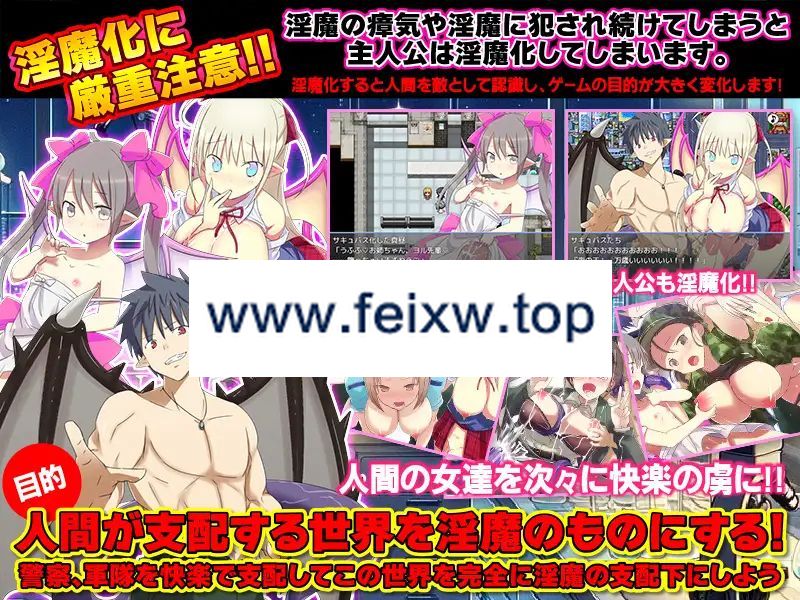 淫魔化に
厳重注意!!
淫魔の瘴気や淫魔に犯され続けてしまうと
主人公は淫魔化してしまいます。
淫魔化すると人間を敵として認識し、ゲームの目的が大きく変化します!
人公も淫魔化!!
www.feixw.top
人間の女達を次々に快楽の虜に!!
目的
人間が支配する世界を淫魔のものにする!
警察、軍隊を快楽で支配してこの世界を完全に淫魔の支配下にしよう